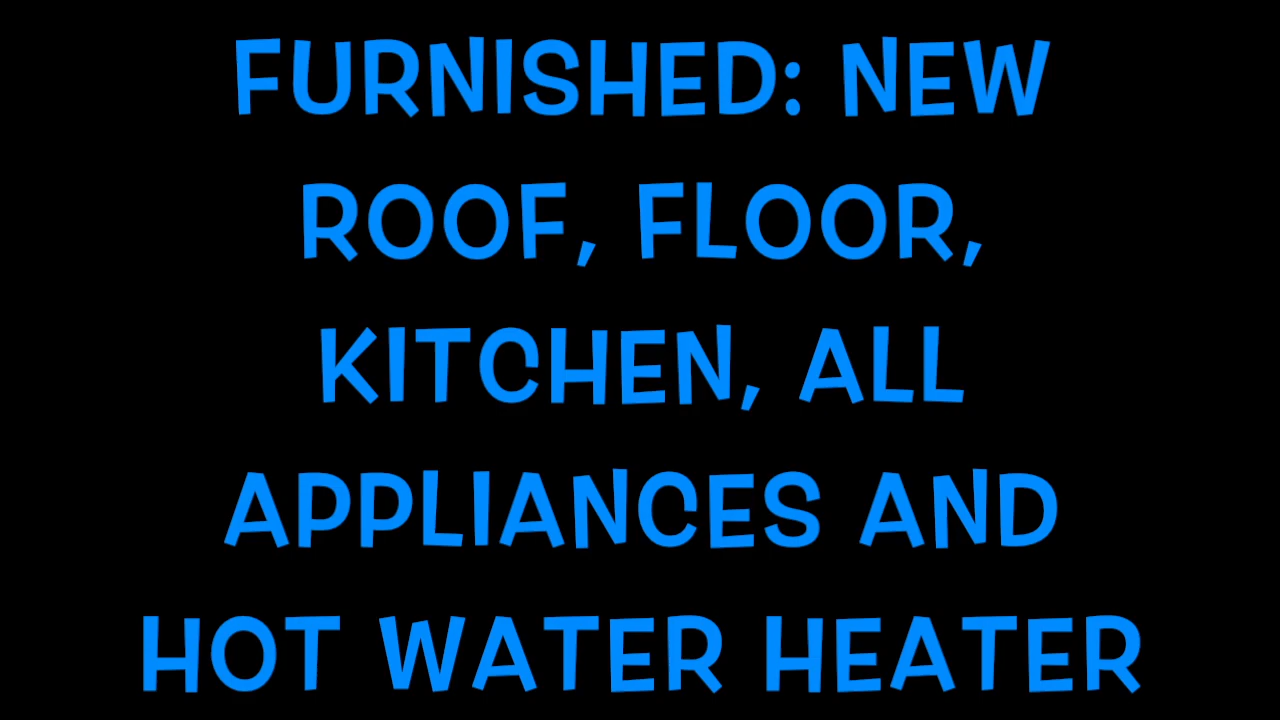 FURNISHED: NEW
ROOF, FLOOR,
KITCHEN, ALL
APPLIANCES AND
HOT WATER HEATER